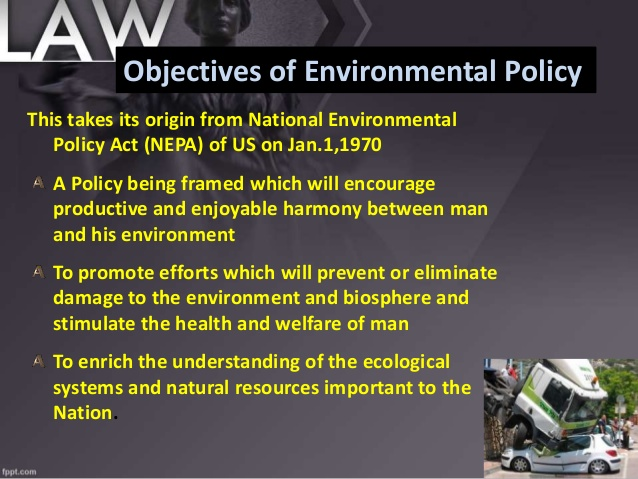 LAW
Objectives of Environmental Policy
This takes its origin from National Environmental
Policy Act (NEPA) of US on Jan.1,1970
A Policy being framed which will encourage
productive and enjoyable harmony between man
and his environment
To promote efforts which will prevent or eliminate
damage to the environment and biosphere and
stimulate the health and welfare of man
To enrich the understanding of the ecological
systems and natural resources important to the
Nation.
fppt.com